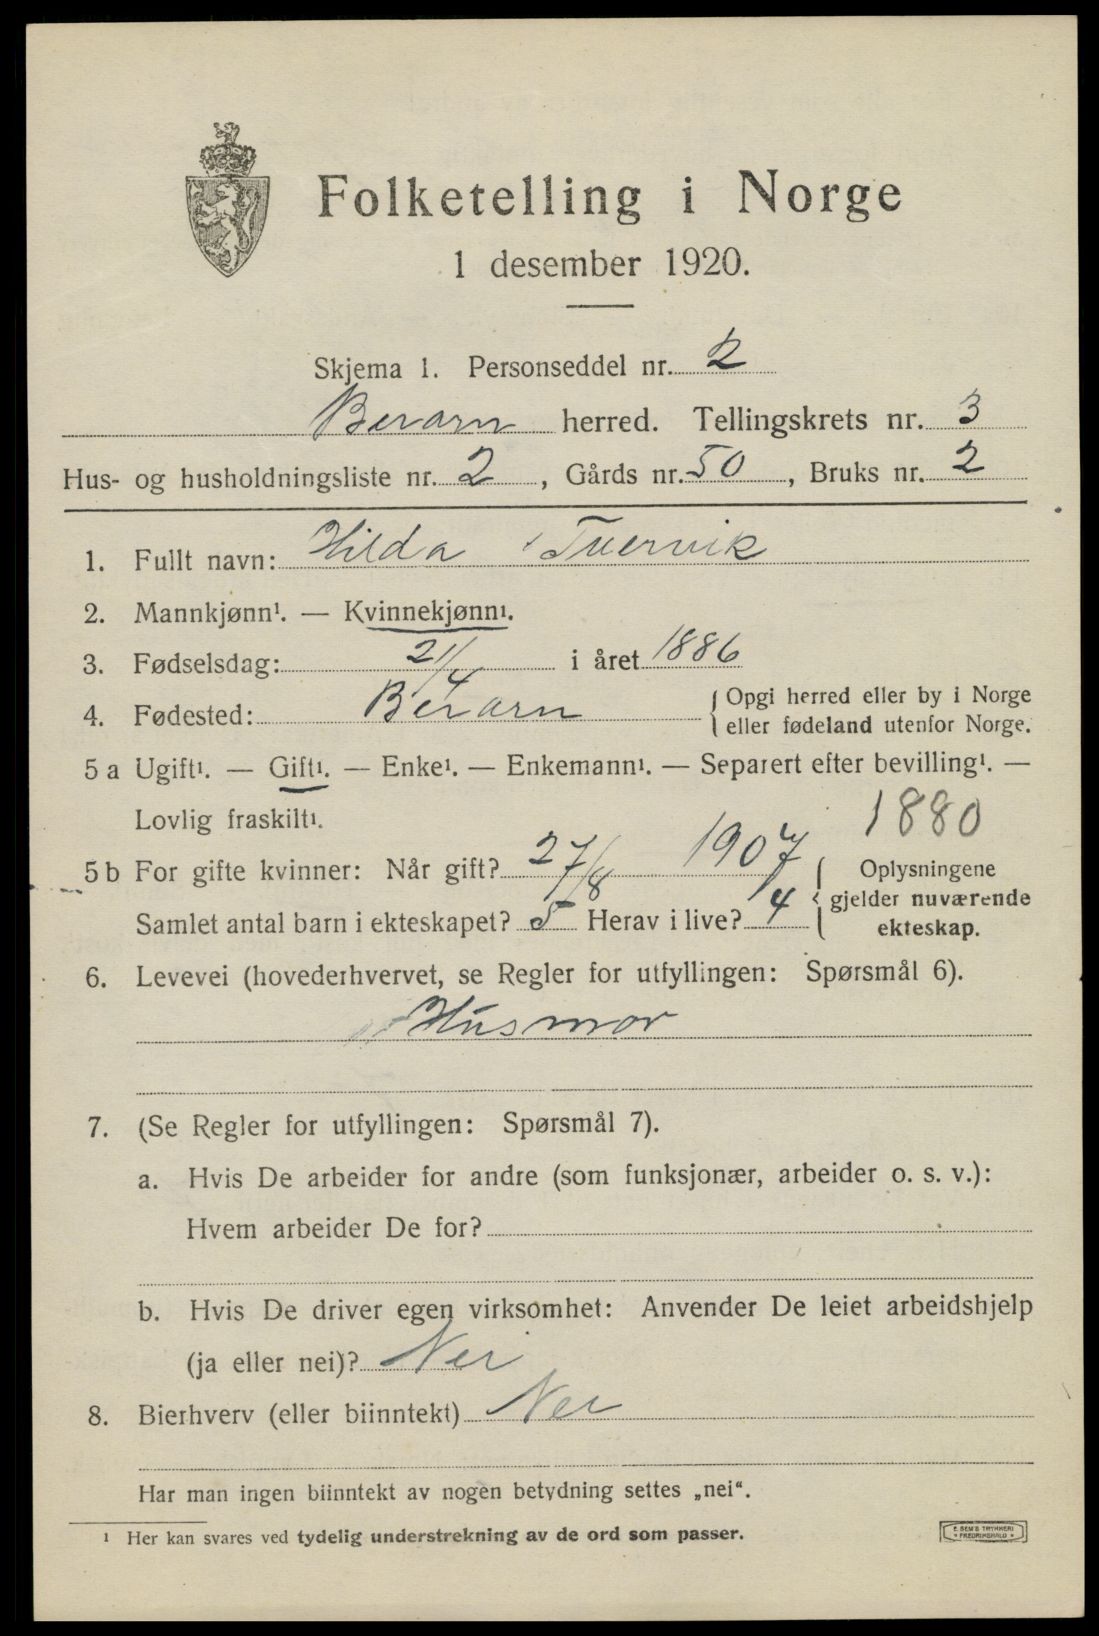 Folketelling i Norge
1 desember 1920.
Skjema 1. Personseddel nr. 2
Beiarn herred. Tellingskrets nr. 3
Hus- og husholdningsliste nr. 2, Gårds nr. 50, Bruks nr. 2
1. Fullt navn: Hilda Tvervik
2. Mannkjønn¹. — Kvinnekjønn¹.
3. Fødselsdag: 21/4 i året 1886
4. Fødested: Beiarn { Opgi herred eller by i Norge
eller fødeland utenfor Norge.
5 a Ugift¹. — Gift¹. — Enke¹. — Enkemann¹. — Separert efter bevilling¹. —
Lovlig fraskilt¹. 1880
5 b For gifte kvinner: Når gift? 27/8 1907 { Oplysningene
gjelder nuværende
ekteskap.
Samlet antal barn i ekteskapet? 5 Herav i live? 4
6. Levevei (hovederhvervet, se Regler for utfyllingen: Spørsmål 6).
Husmor
7. (Se Regler for utfyllingen: Spørsmål 7).
a. Hvis De arbeider for andre (som funksjonær, arbeider o. s. v.):
Hvem arbeider De for?
b. Hvis De driver egen virksomhet: Anvender De leiet arbeidshjelp
(ja eller nei)? Nei
8. Bierhverv (eller biinntekt) Nei
Har man ingen biinntekt av nogen betydning settes „nei“.
¹ Her kan svares ved tydelig understrekning av de ord som passer.
E. SEM'S TRYKKERI
* FREDRIKSHALD *